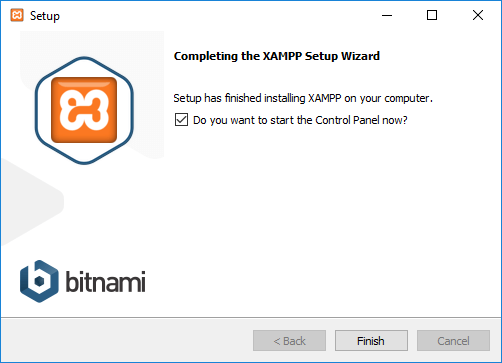 Setup
Completing the XAMPP Setup Wizard
Setup has finished installing XAMPP on your computer.
Do you want to start the Control Panel now?
bitnami
< Back
Finish
Cancel